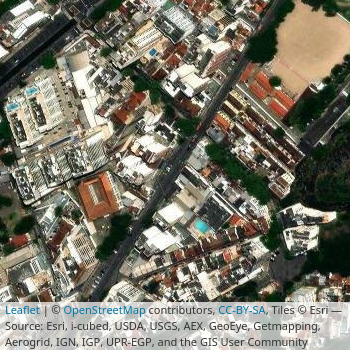 Leaflet | © OpenStreetMap contributors, CC-BY-SA, Tiles © Esri —
Source: Esri, i-cubed, USDA, USGS, AEX, GeoEye, Getmapping,
Aerogrid, IGN, IGP, UPR-EGP, and the GIS User Community